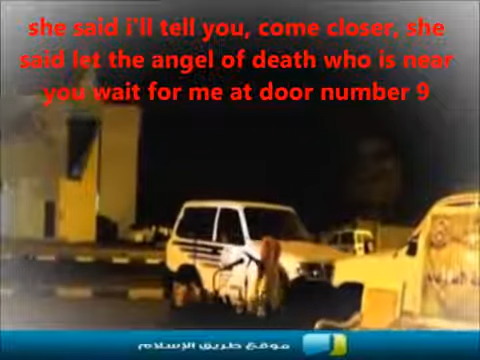 she said i'll tell you, come closer, she
said let the angel of death who is near
you wait for me at door number 9
موقع طريق الإسلام